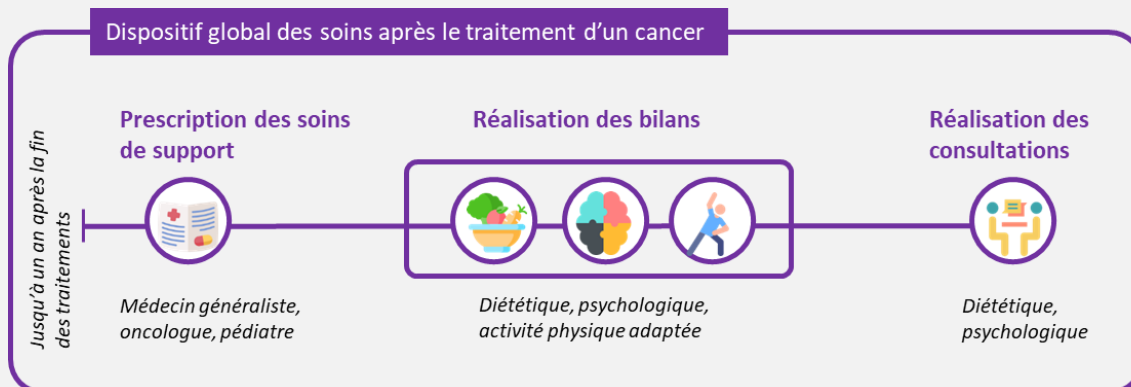 Dispositif global des soins après le traitement d’un cancer
Jusqu’à un an après la fin
des traitements
Prescription des soins
de support
Médecin généraliste,
oncologue, pédiatre
Réalisation des bilans
Diététique, psychologique,
activité physique adaptée
Réalisation des
consultations
Diététique,
psychologique